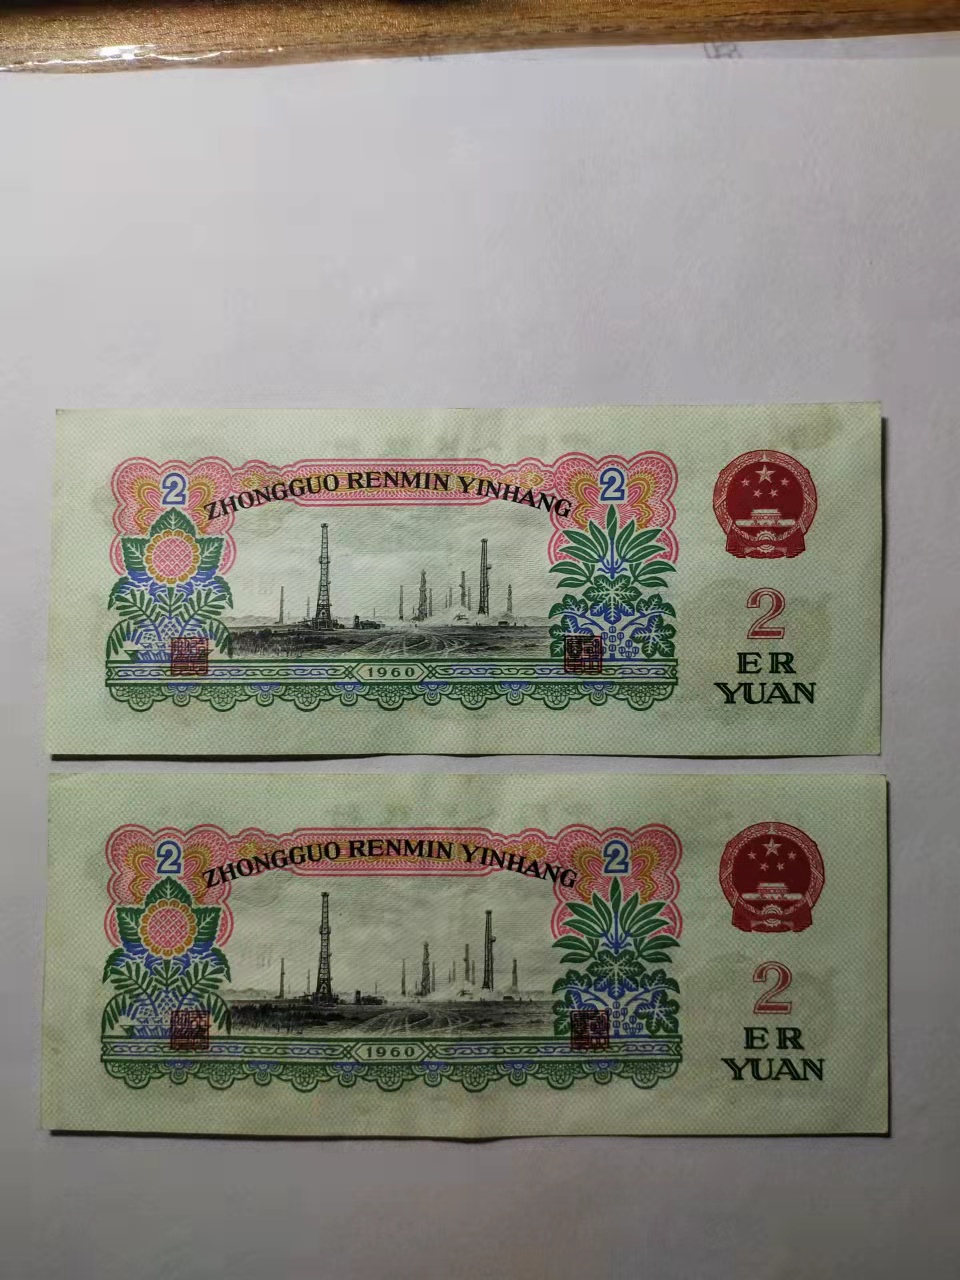 2 ZHONGGUO RENMIN YINHANG 2
2
ER
YUAN
1960
2 ZHONGGUO RENMIN YINHANG 2
2
ER
YUAN
1960